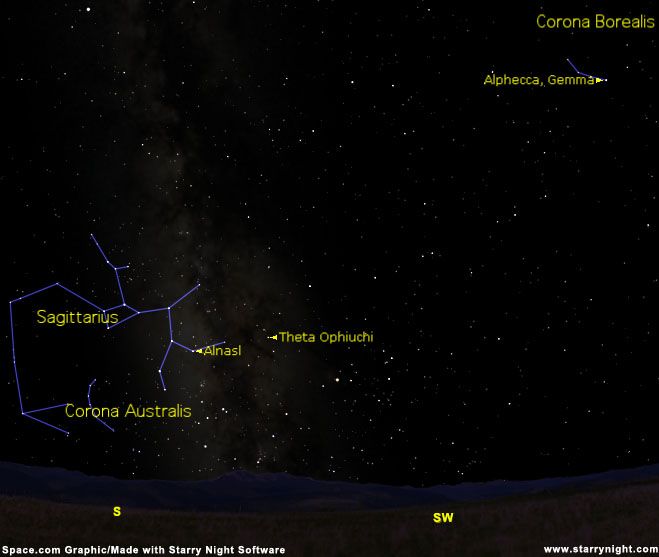 Corona Borealis
Alphecca, Gemma
Sagittarius
Theta Ophiuchi
Alnasl
Corona Australis
S
SW
Space.com Graphic/Made with Starry Night Software
www.starrynight.com